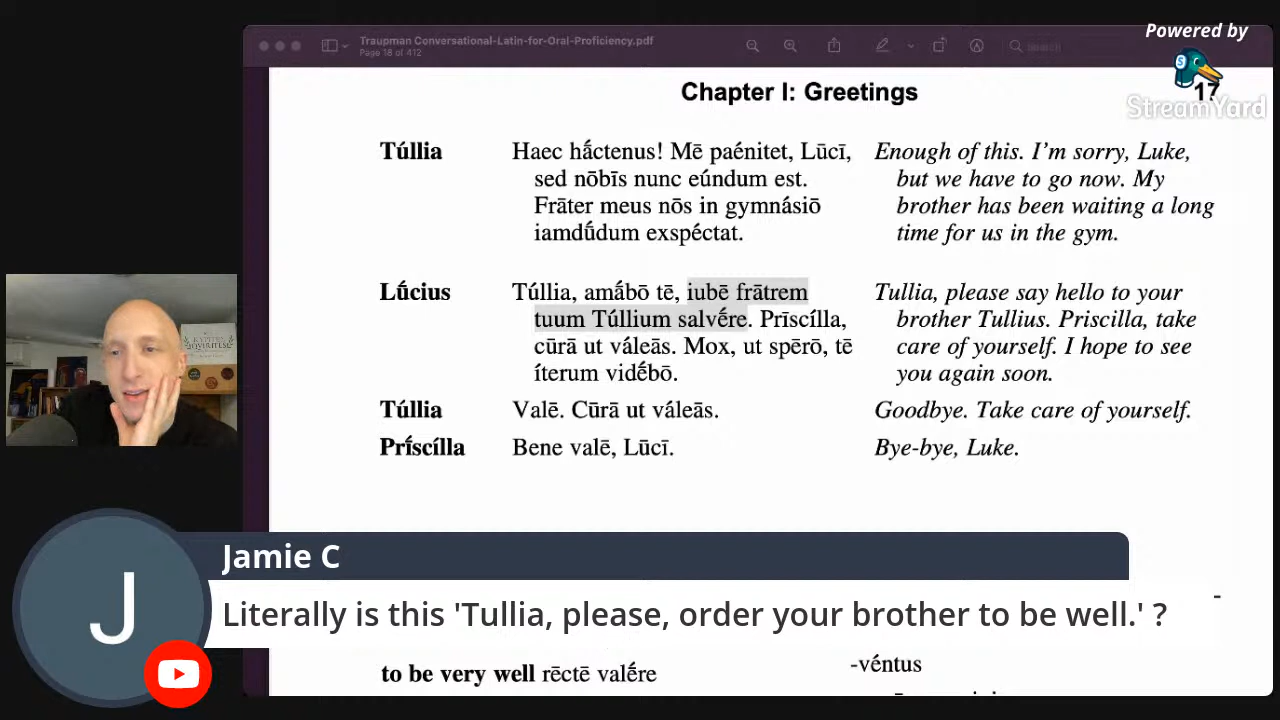 Powered by
StreamYard
Traupman Conversational-Latin-for-Oral-Proficiency.pdf
Page 18 of 412
Search
Chapter I: Greetings
17
Túllia
Haec hā́ctenus! Mē paénitet, Lūcī,
sed nōbīs nunc eúndum est.
Frāter meus nōs in gymnásiō
iamdū́dum exspéctat.
Enough of this. I'm sorry, Luke,
but we have to go now. My
brother has been waiting a long
time for us in the gym.
Lū́cius
Túllia, amā́bō tē, iubē frātrem
tuum Túllium salvḗre. Prīscílla,
cūrā ut váleās. Mox, ut spērō, tē
íterum vidḗbō.
Tullia, please say hello to your
brother Tullius. Priscilla, take
care of yourself. I hope to see
you again soon.
Túllia
Valē. Cūrā ut váleās.
Goodbye. Take care of yourself.
Prī́scílla
Bene valē, Lūcī.
Bye-bye, Luke.
J
Jamie C
Literally is this 'Tullia, please, order your brother to be well.' ?
to be very well rēctē valḗre
-véntus